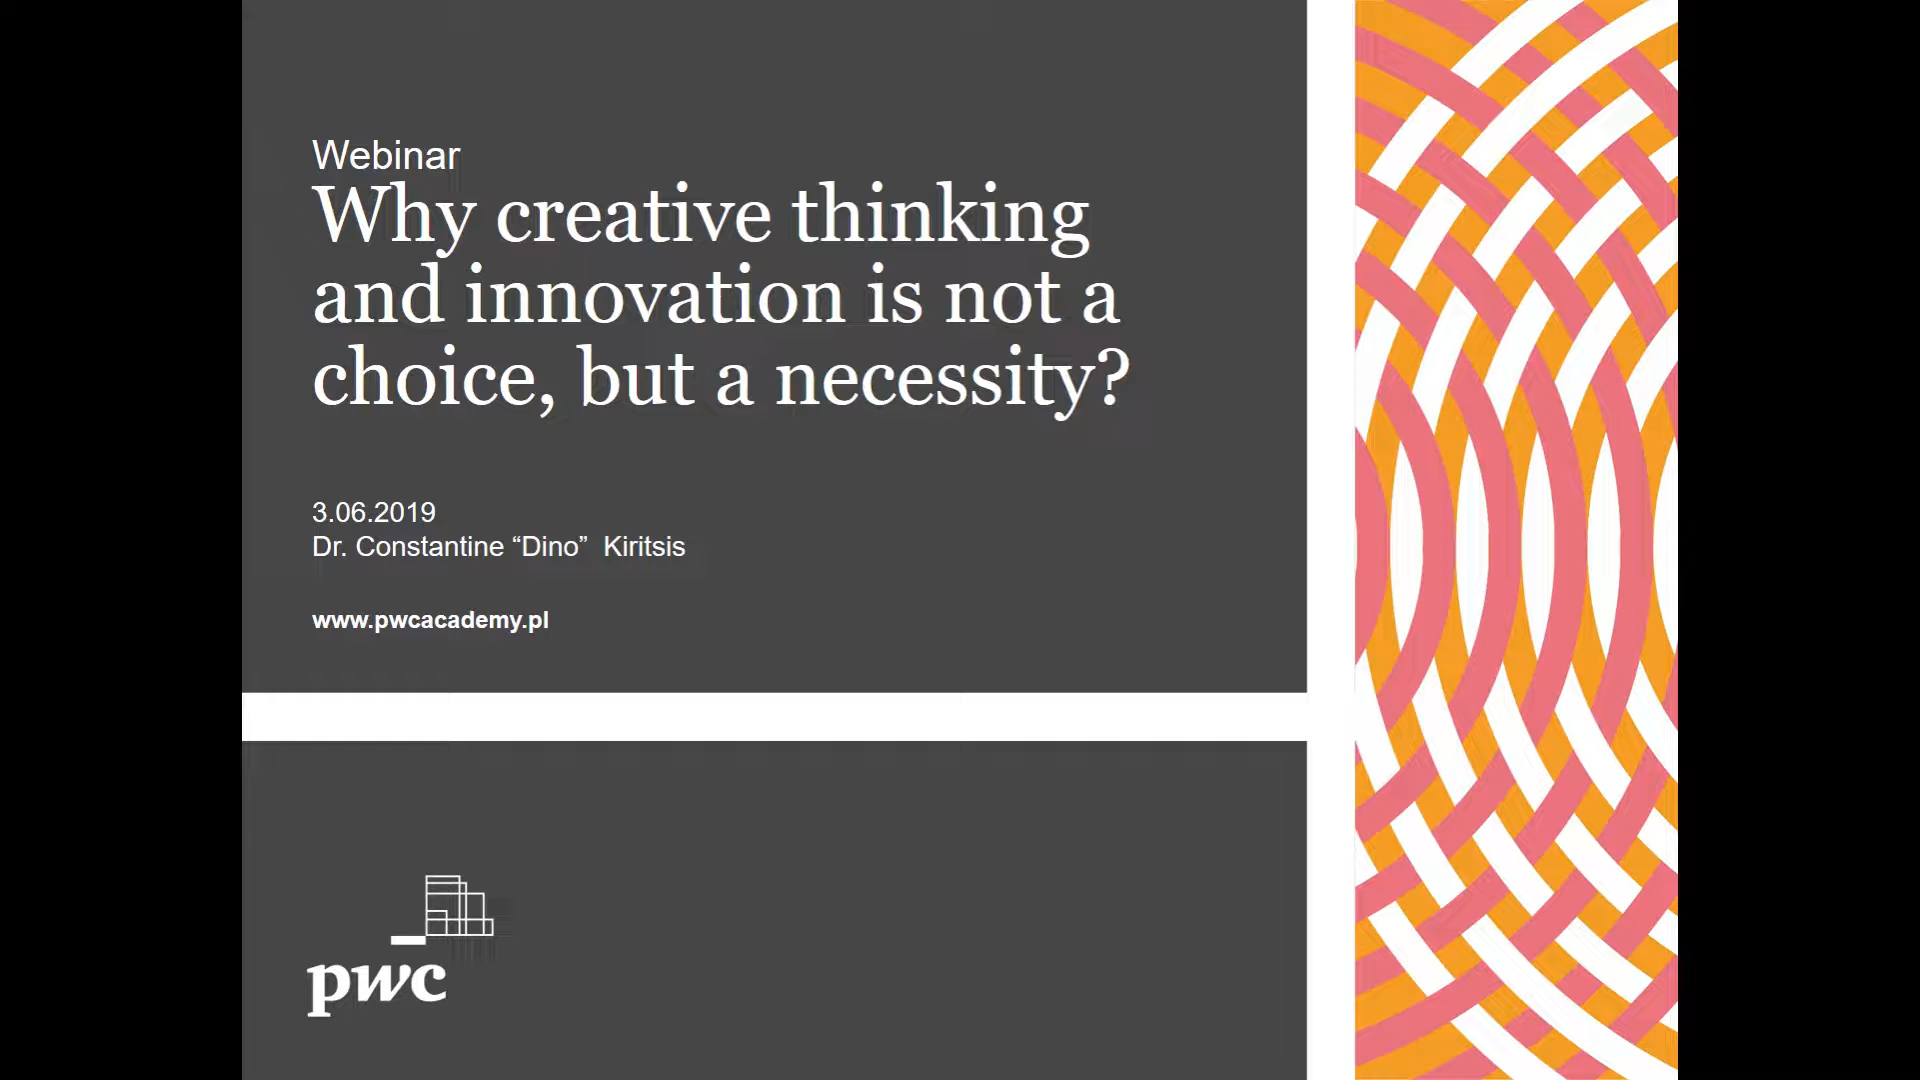 Webinar
Why creative thinking
and innovation is not a
choice, but a necessity?
3.06.2019
Dr. Constantine “Dino”  Kiritsis
www.pwcacademy.pl
pwc